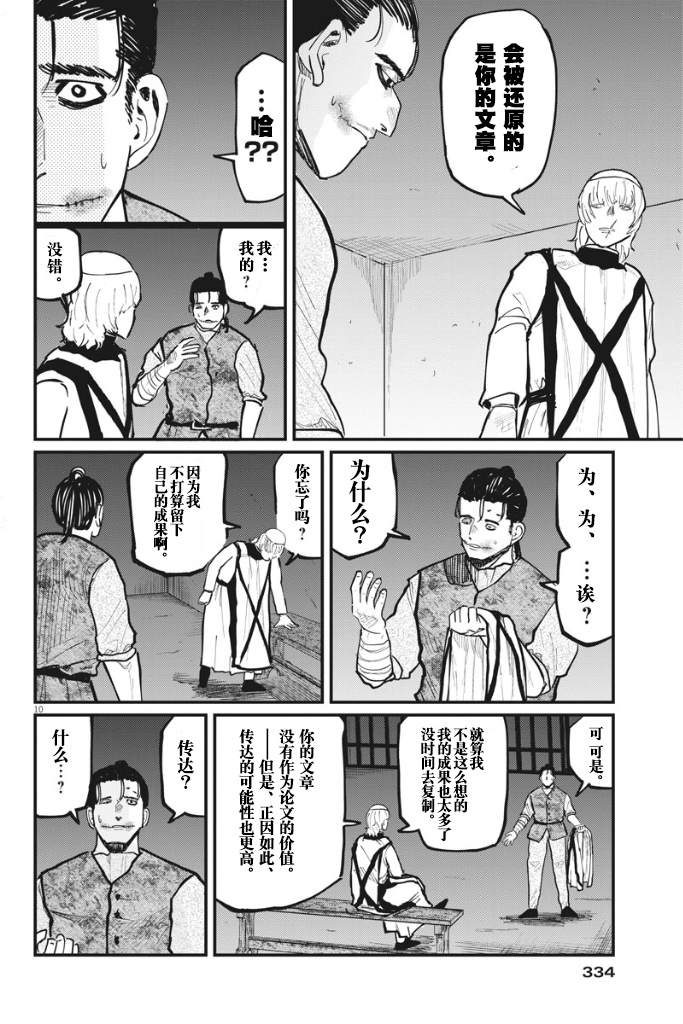 会被还原的
是你的文章。
…哈??
我…
我的?
没错。
为、为、
…诶?
为什么?
你忘了吗?
因为我
不打算留下
自己的成果啊。
可 可是。
就算我
不是这么想的
我的成果也太多了
没时间去复制。
你的文章
没有作为论文的价值。
——但是、正因如此、
传达的可能性也更高。
传达?
什么…?
10
334